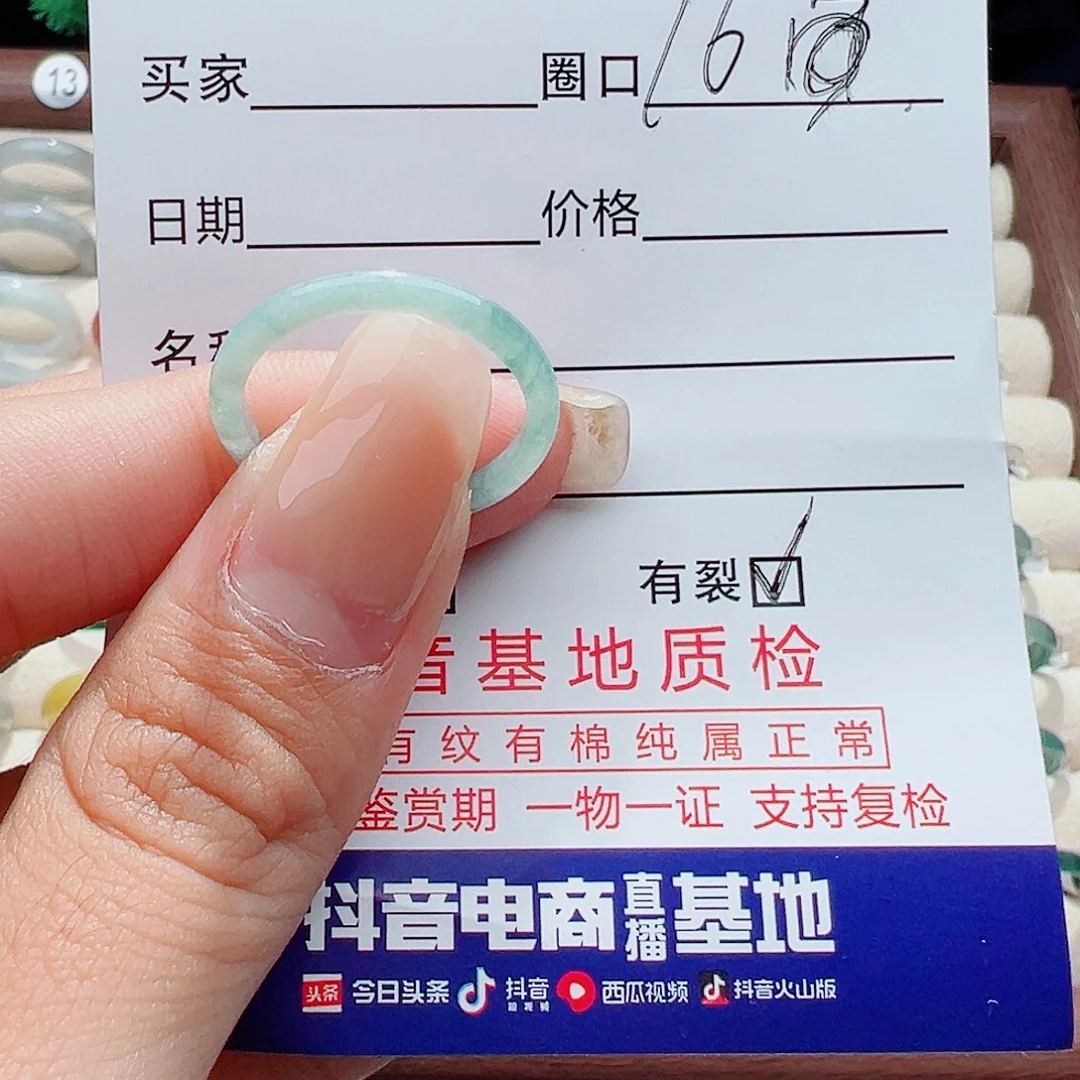 13
买家 圈口 16
日期 价格
名
有裂☑
音基地质检
有纹有棉纯属正常
鉴赏期 一物一证 支持复检
抖音电商直播基地
头条 今日头条 抖音 西瓜视频 抖音火山版